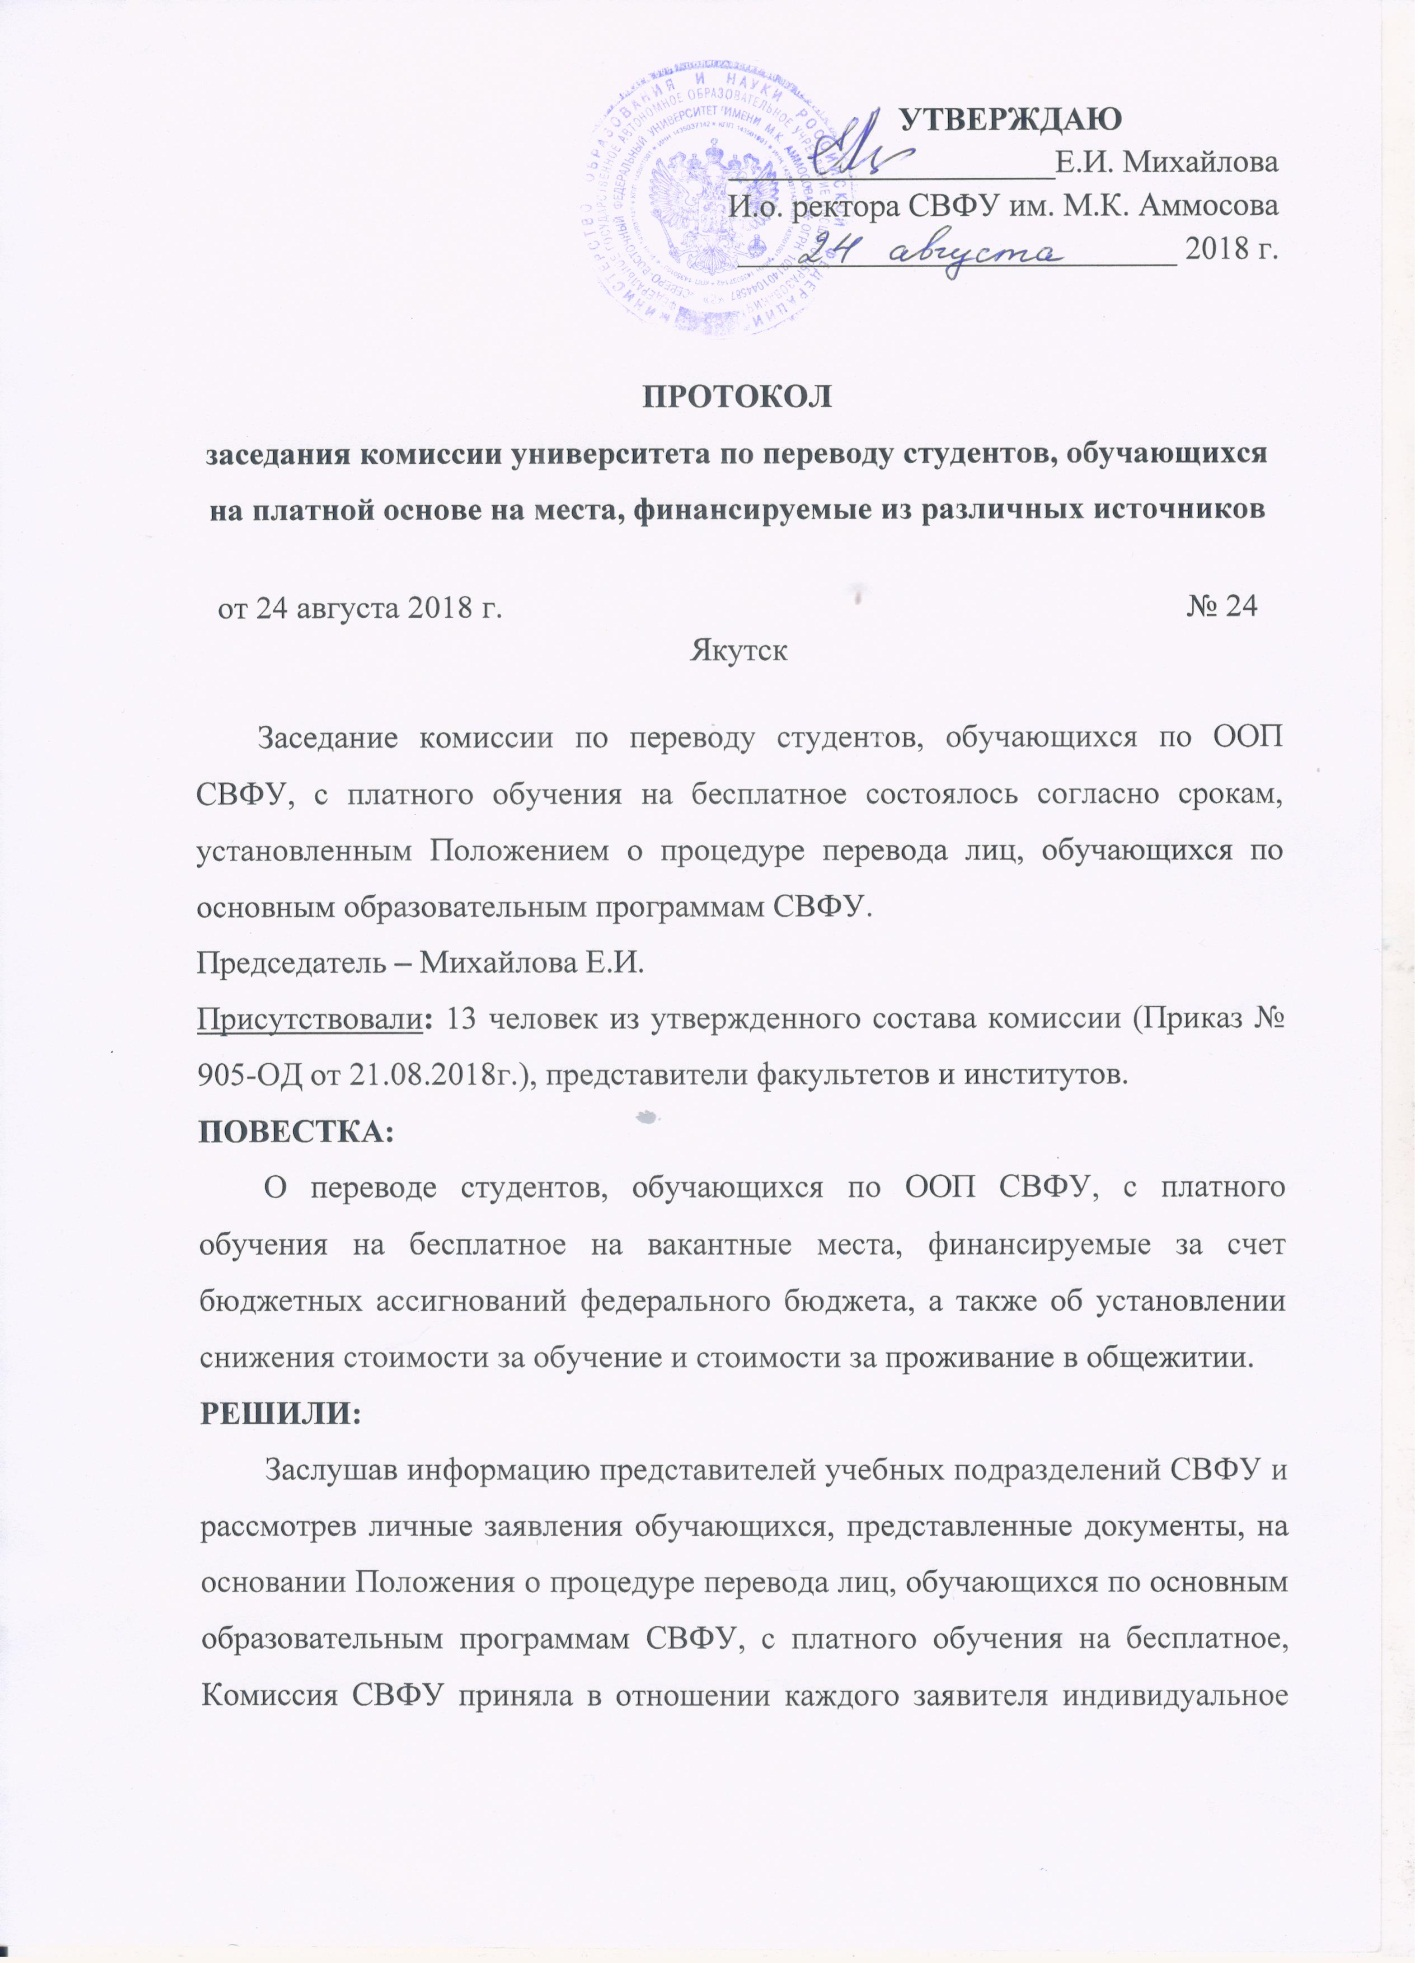 УТВЕРЖДАЮ
Е.И. Михайлова
И.о. ректора СВФУ им. М.К. Аммосова
24 августа 2018 г.
ПРОТОКОЛ
заседания комиссии университета по переводу студентов, обучающихся
на платной основе на места, финансируемые из различных источников
от 24 августа 2018 г. № 24
Якутск
Заседание комиссии по переводу студентов, обучающихся по ООП
СВФУ, с платного обучения на бесплатное состоялось согласно срокам,
установленным Положением о процедуре перевода лиц, обучающихся по
основным образовательным программам СВФУ.
Председатель – Михайлова Е.И.
Присутствовали: 13 человек из утвержденного состава комиссии (Приказ №
905-ОД от 21.08.2018г.), представители факультетов и институтов.
ПОВЕСТКА:
О переводе студентов, обучающихся по ООП СВФУ, с платного
обучения на бесплатное на вакантные места, финансируемые за счет
бюджетных ассигнований федерального бюджета, а также об установлении
снижения стоимости за обучение и стоимости за проживание в общежитии.
РЕШИЛИ:
Заслушав информацию представителей учебных подразделений СВФУ и
рассмотрев личные заявления обучающихся, представленные документы, на
основании Положения о процедуре перевода лиц, обучающихся по основным
образовательным программам СВФУ, с платного обучения на бесплатное,
Комиссия СВФУ приняла в отношении каждого заявителя индивидуальное